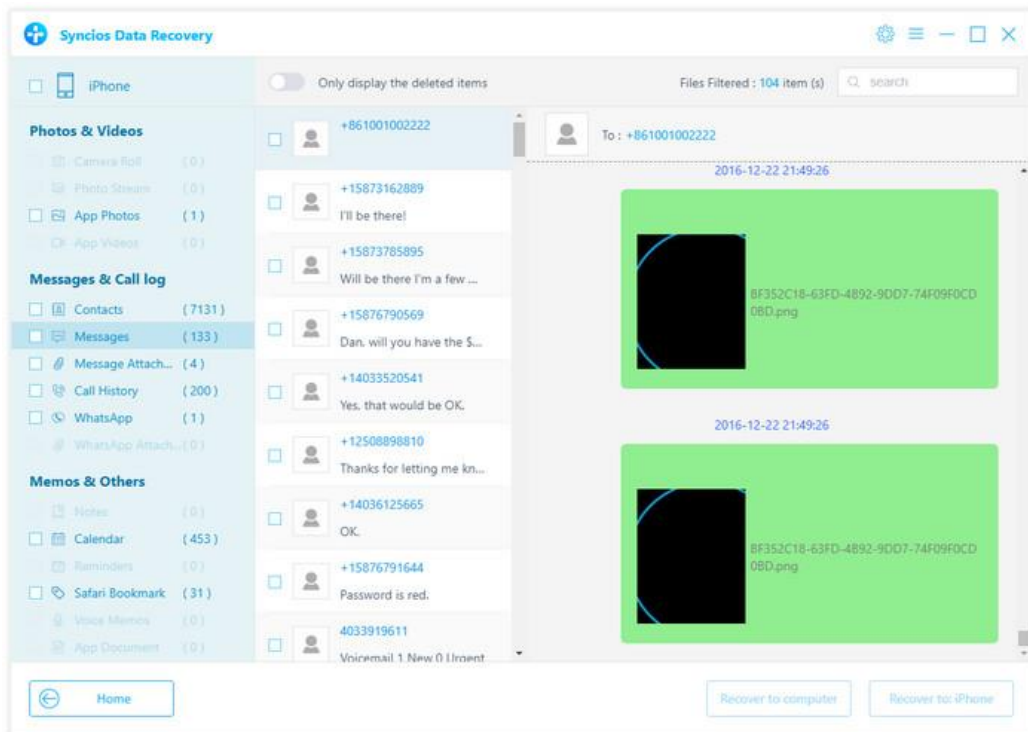 Syncios Data Recovery
iPhone
Only display the deleted items
Files Filtered : 104 item (s)
search
Photos & Videos
Camera Roll (0)
Photo Stream (0)
App Photos (1)
App Videos (0)
Messages & Call log
Contacts (7131)
Messages (133)
Message Attach... (4)
Call History (200)
WhatsApp (1)
WhatsApp Attach...(0)
Memos & Others
Notes (0)
Calendar (453)
Reminders (0)
Safari Bookmark (31)
Voice Memos (0)
App Document (0)
+861001002222
+15873162889
I'll be there!
+15873785895
Will be there I'm a few ...
+15876790569
Dan, will you have the $...
+14033520541
Yes, that would be OK.
+12508898810
Thanks for letting me kn...
+14036125665
OK.
+15876791644
Password is red.
4033919611
Voicemail 1 New 0 Urgent
To : +861001002222
2016-12-22 21:49:26
8F352C18-63FD-4892-9DD7-74F09F0CD
0BD.png
2016-12-22 21:49:26
8F352C18-63FD-4892-9DD7-74F09F0CD
0BD.png
Home
Recover to computer
Recover to: iPhone